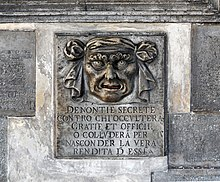 DENONTIE SECRETE
CONTRO CHI OCCVLTERA
GRATIE ET OFFICII.
O COLLVDERA PER
NASCONDER LA VERA
RENDITA D ESSI.